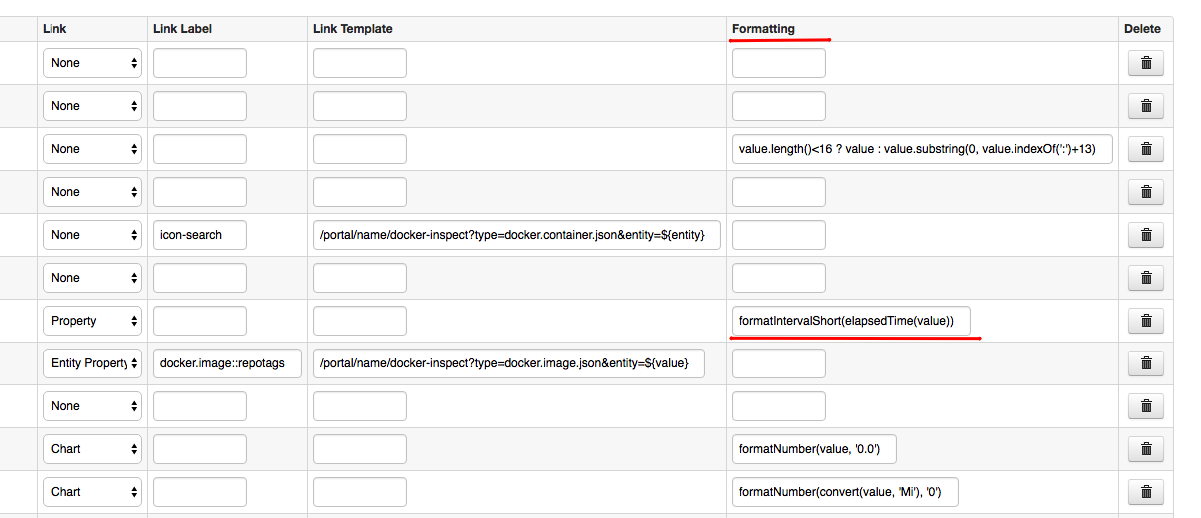 Link Link Label Link Template Formatting Delete
None
None
None value.length()<16 ? value : value.substring(0, value.indexOf(':')+13)
None
None icon-search /portal/name/docker-inspect?type=docker.container.json&entity=${entity}
None
Property formatIntervalShort(elapsedTime(value))
Entity Property docker.image::repotags /portal/name/docker-inspect?type=docker.image.json&entity=${value}
None
Chart formatNumber(value, '0.0')
Chart formatNumber(convert(value, 'Mi'), '0')